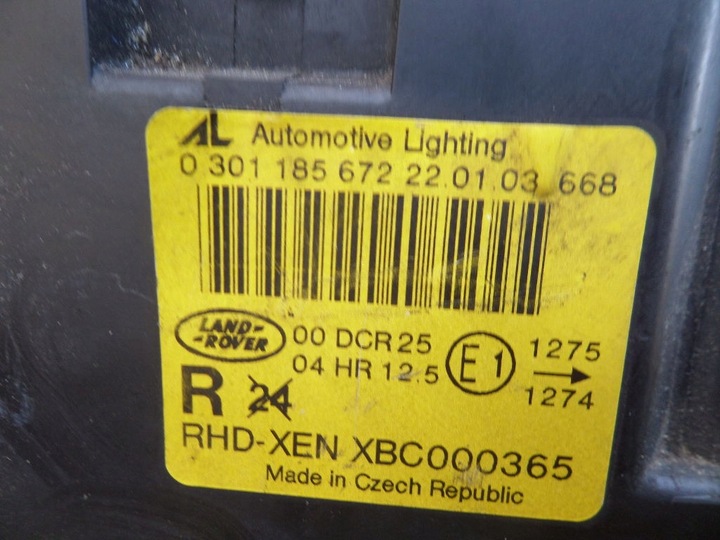 AL Automotive Lighting
0 301 185 672 22.01.03 668
LAND-
-ROVER
00 DCR 25
04 HR 12.5
E1
1275
1274
R 24
RHD-XEN XBC000365
Made in Czech Republic